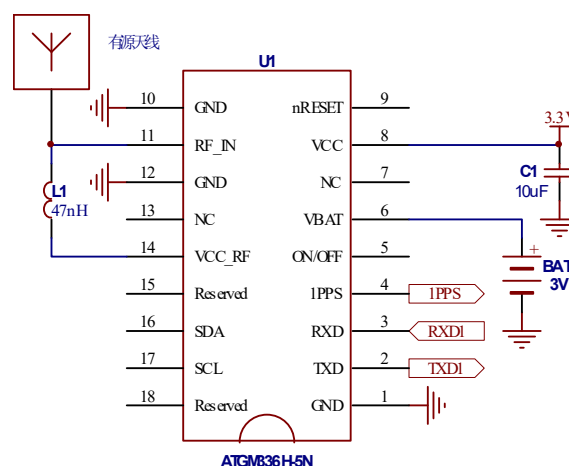 有源天线
U1
10 GND nRESET 9
11 RF_IN VCC 8
3.3V
12 GND NC 7
C1
10uF
L1
47nH
13 NC VBAT 6
14 VCC_RF ON/OFF 5
BAT
3V
15 Reserved 1PPS 4 1PPS
16 SDA RXD 3 RXD1
17 SCL TXD 2 TXD1
18 Reserved GND 1
ATGM336H-5N